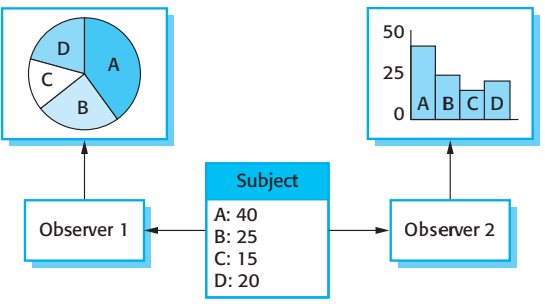 D
A
C
B
50
25
0
A B C D
Subject
A: 40
B: 25
C: 15
D: 20
Observer 1
Observer 2